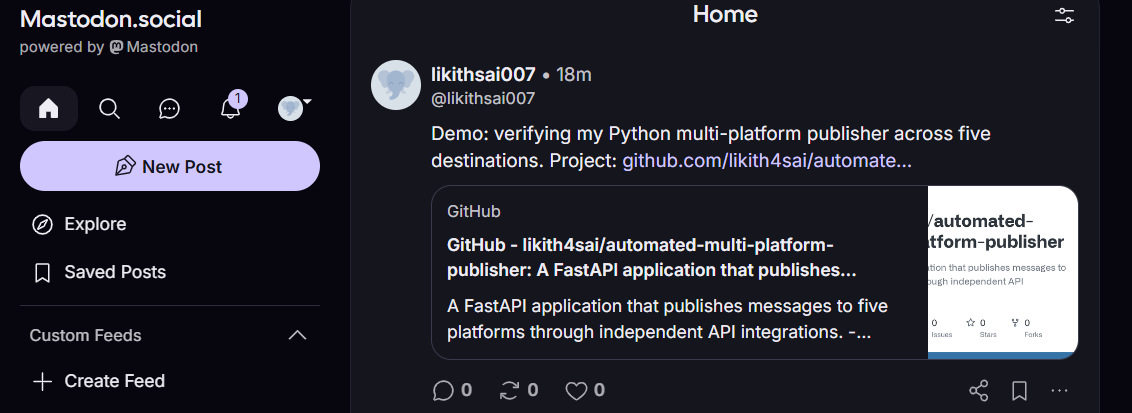 Mastodon.social
powered by Mastodon
1
New Post
Explore
Saved Posts
Custom Feeds
Create Feed
Home
likithsai007 • 18m
@likithsai007
Demo: verifying my Python multi-platform publisher across five
destinations. Project: github.com/likith4sai/automate...
GitHub
GitHub - likith4sai/automated-multi-platform-
publisher: A FastAPI application that publishes...
A FastAPI application that publishes messages to five
platforms through independent API integrations. -...
/automated-
tform-publisher
tion that publishes messages to
ough independent API
0 0 0
Issues Stars Forks
0 0 0